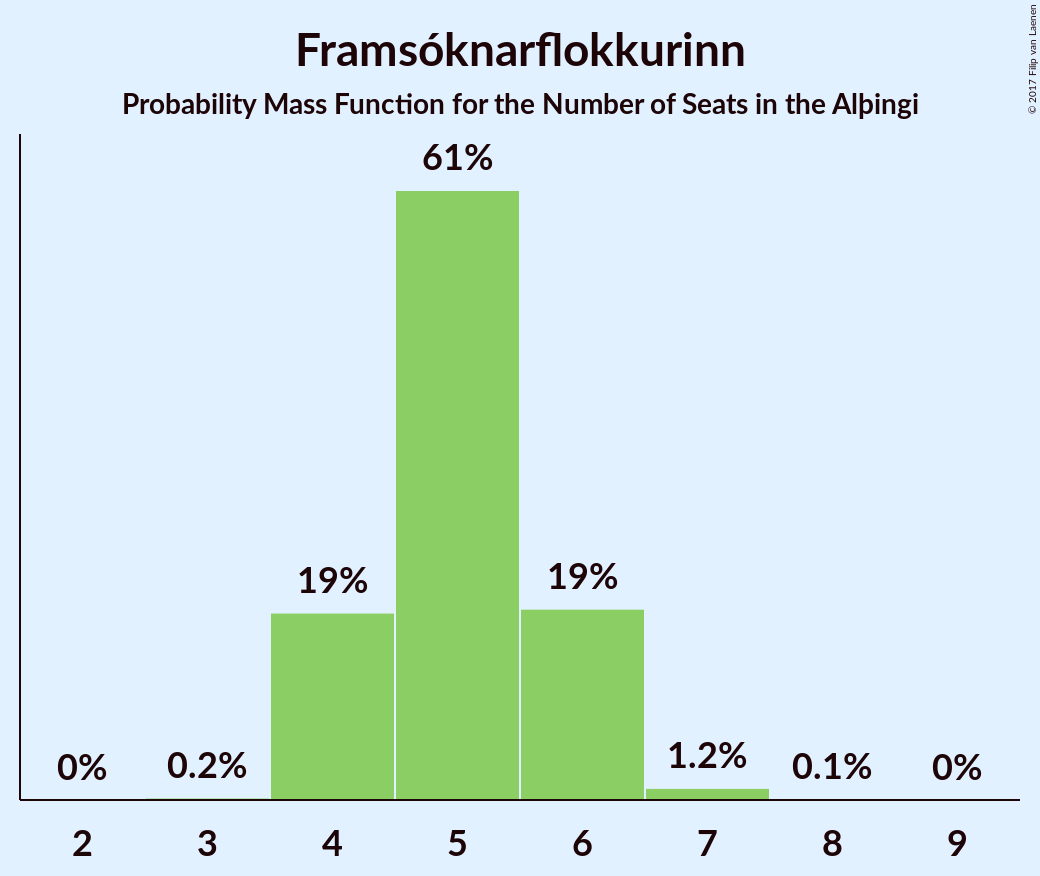 Framsóknarflokkurinn
Probability Mass Function for the Number of Seats in the Alþingi
© 2017 Filip van Laenen
61%
19%
19%
0%
0.2%
1.2%
0.1%
0%
2 3 4 5 6 7 8 9